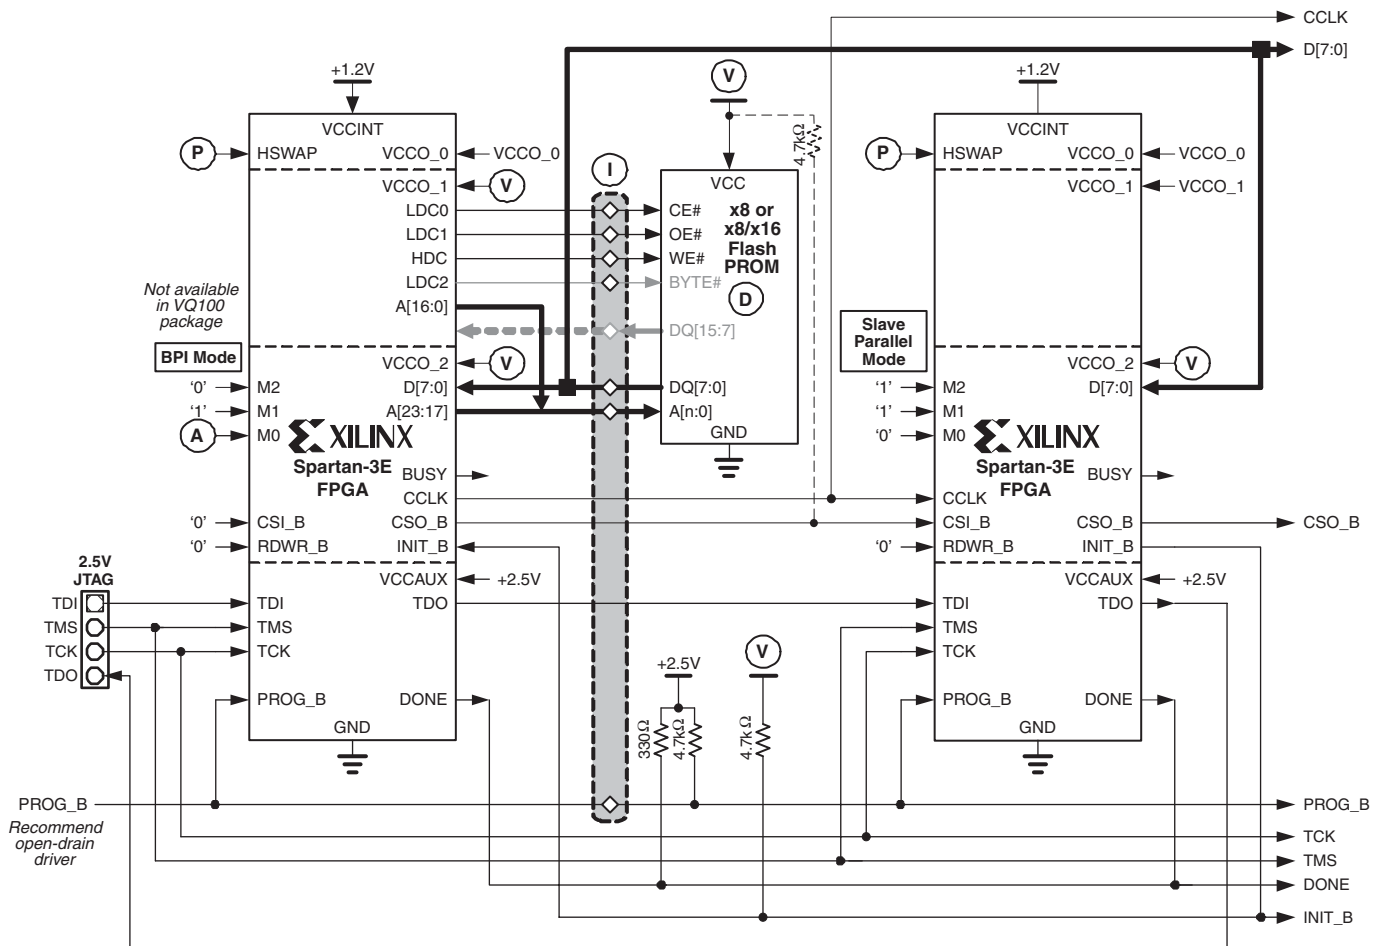 CCLK
D[7:0]
+1.2V
V
+1.2V
4.7kΩ
VCCINT
P
HSWAP
VCCO_0
VCCO_0
I
VCCO_1
V
LDC0
LDC1
HDC
LDC2
A[16:0]
Not available
in VQ100
package
BPI Mode
VCCO_2
V
'0'
M2
D[7:0]
'1'
M1
A[23:17]
A
M0
XILINX
Spartan-3E
FPGA
BUSY
CCLK
'0'
CSI_B
CSO_B
'0'
RDWR_B
INIT_B
VCCAUX
+2.5V
2.5V
JTAG
TDI
TMS
TCK
TDO
TDI
TDO
TMS
TCK
PROG_B
DONE
GND
VCC
CE#
OE#
WE#
BYTE#
x8 or
x8/x16
Flash
PROM
D
DQ[15:7]
DQ[7:0]
A[n:0]
GND
VCCINT
P
HSWAP
VCCO_0
VCCO_0
VCCO_1
VCCO_1
Slave
Parallel
Mode
VCCO_2
V
'1'
M2
D[7:0]
'1'
M1
'0'
M0
XILINX
Spartan-3E
FPGA
BUSY
CCLK
CSI_B
CSO_B
CSO_B
'0'
RDWR_B
INIT_B
VCCAUX
+2.5V
TDI
TDO
TMS
TCK
PROG_B
DONE
GND
+2.5V
V
330Ω
4.7kΩ
4.7kΩ
PROG_B
Recommend
open-drain
driver
PROG_B
TCK
TMS
DONE
INIT_B